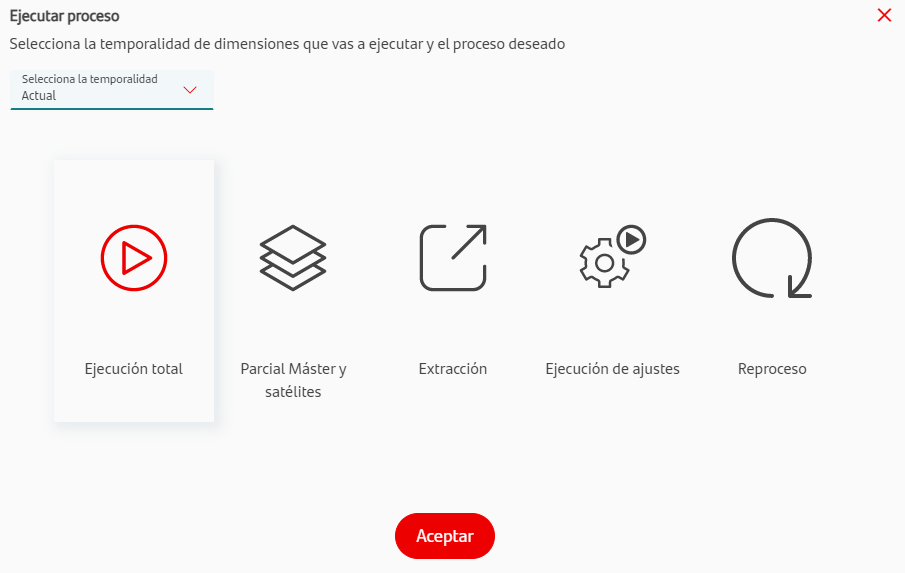 Ejecutar proceso
Selecciona la temporalidad de dimensiones que vas a ejecutar y el proceso deseado
Selecciona la temporalidad
Actual
Ejecución total
Parcial Máster y
satélites
Extracción
Ejecución de ajustes
Reproceso
Aceptar